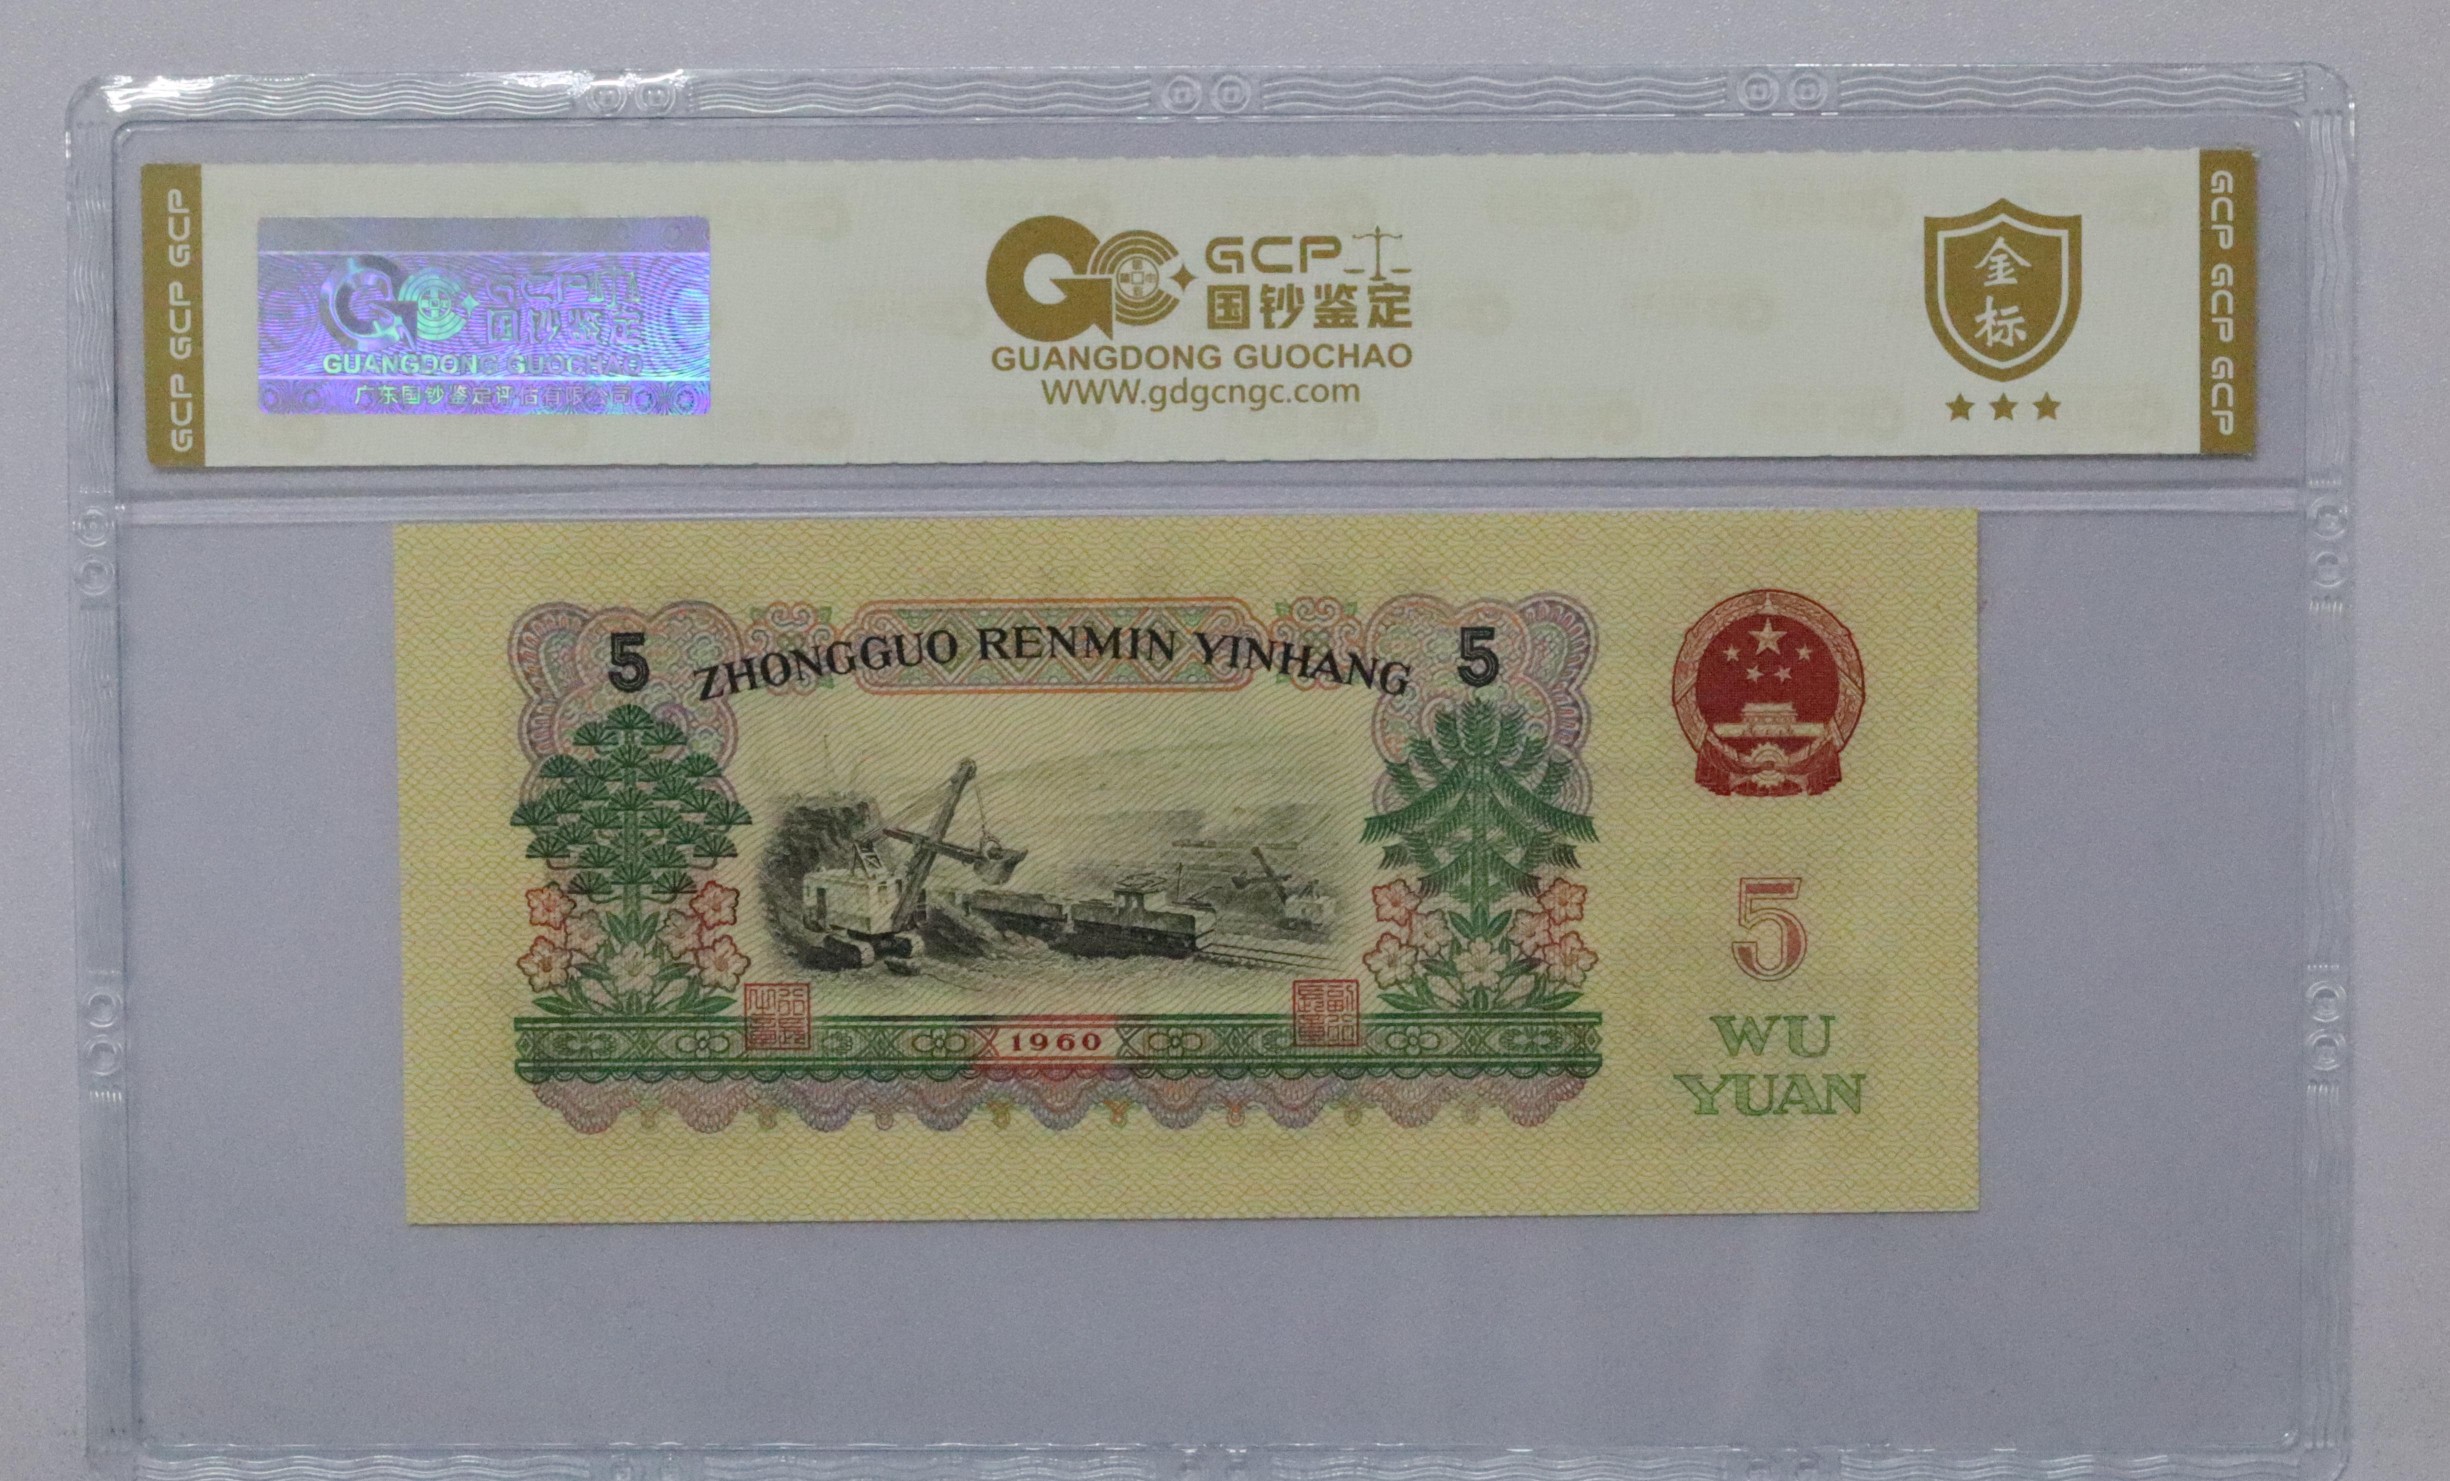 GCP GCP GCP
GCP 国钞鉴定
GUANGDONG GUOCHAO
广东国钞鉴定评估有限公司
GCP
国钞鉴定
GUANGDONG GUOCHAO
WWW.gdgcngc.com
金标
GCP GCP GCP
5 ZHONGGUO RENMIN YINHANG 5
5
WU
YUAN
1960